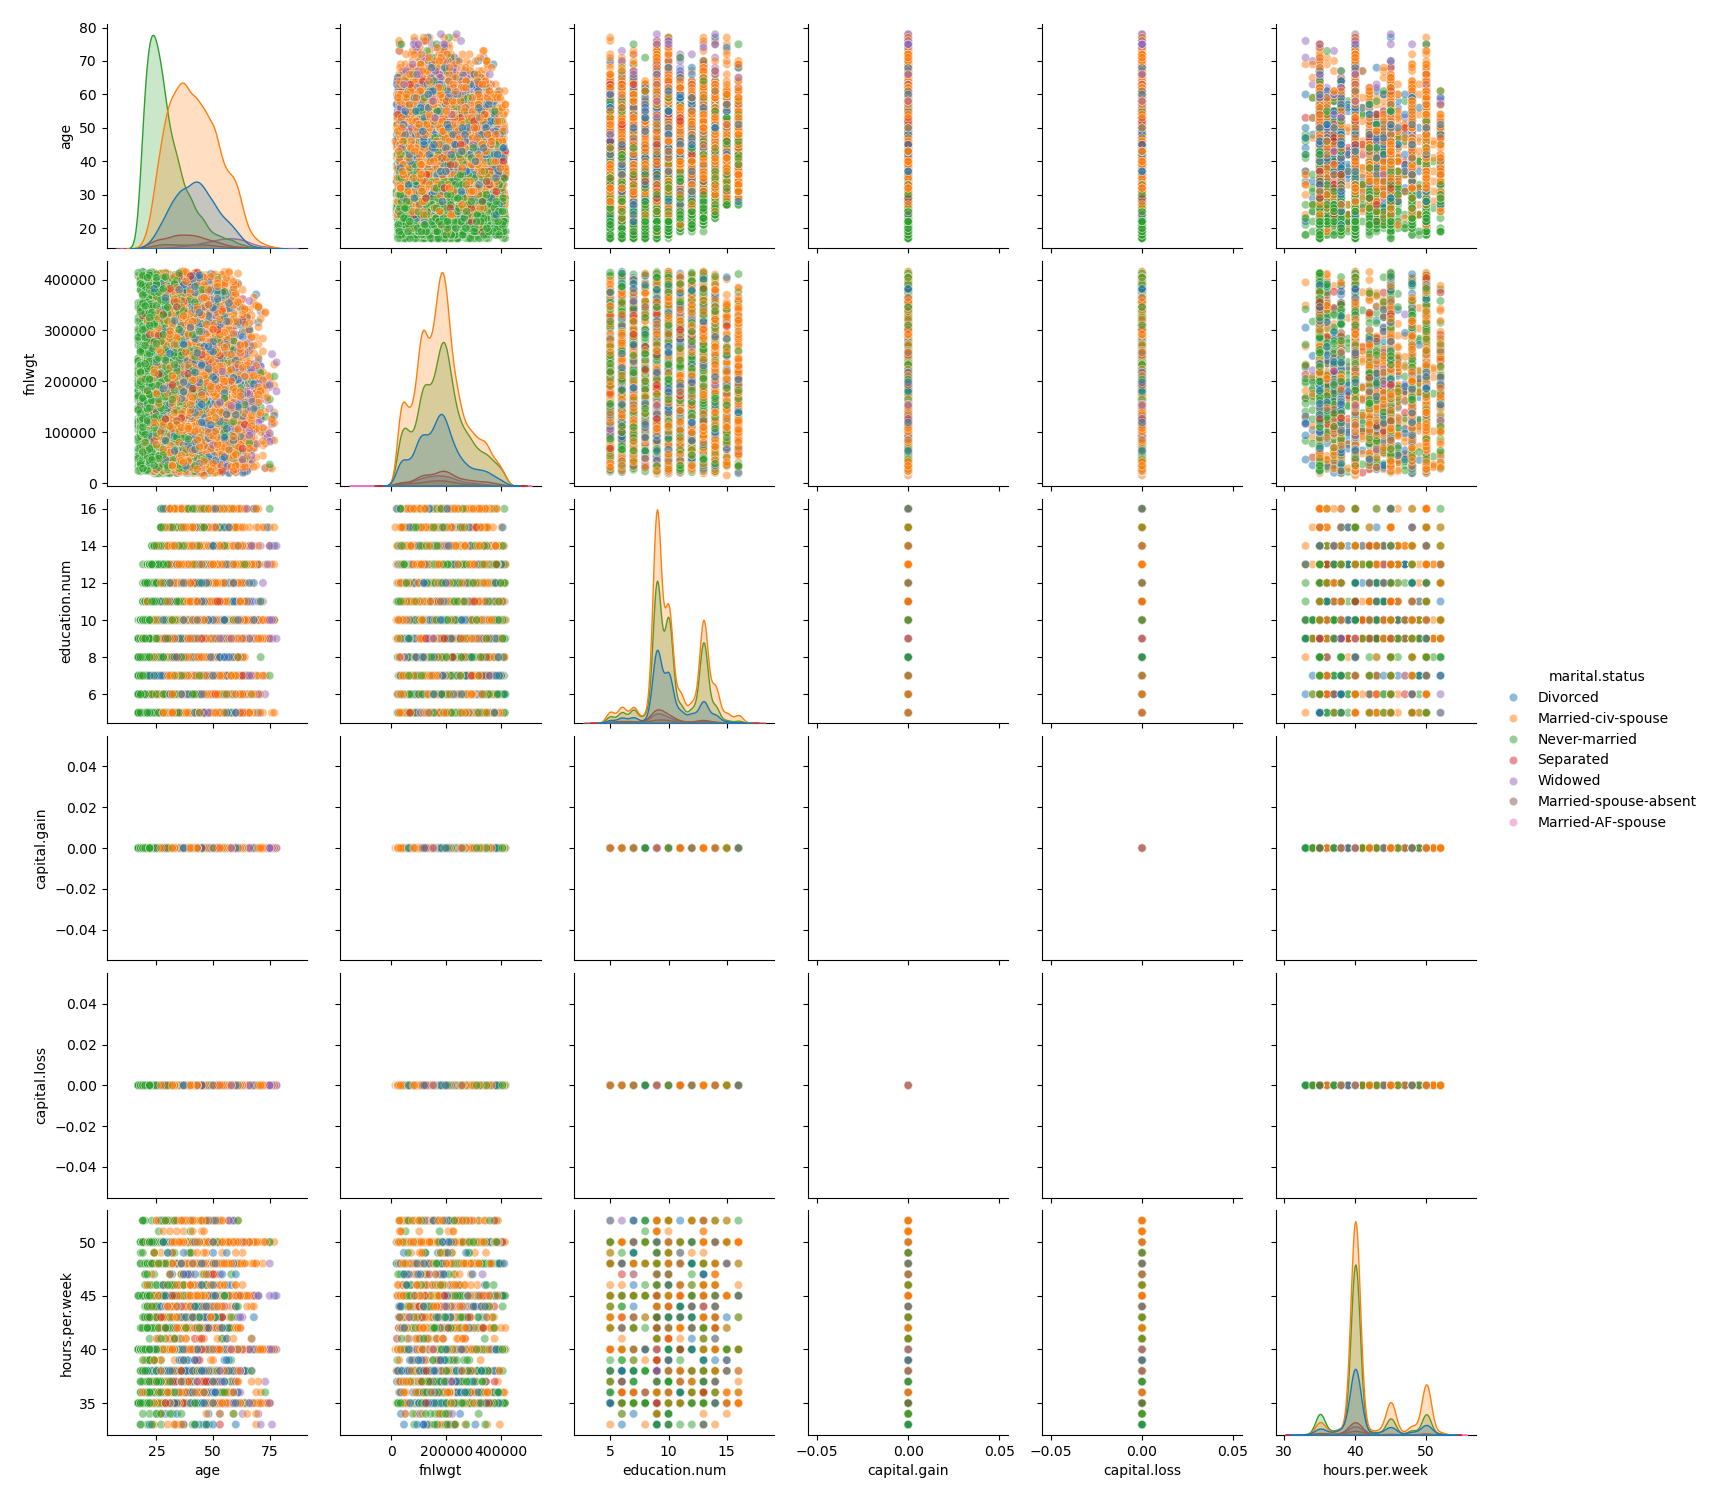 80
70
60
50
40
30
20
age
400000
300000
200000
100000
0
fnlwgt
16
14
12
10
8
6
education.num
marital.status
Divorced
Married-civ-spouse
Never-married
Separated
Widowed
Married-spouse-absent
Married-AF-spouse
0.04
0.02
0.00
−0.02
−0.04
capital.gain
0.04
0.02
0.00
−0.02
−0.04
capital.loss
50
45
40
35
hours.per.week
25 50 75
0 200000 400000
5 10 15
−0.05 0.00 0.05
−0.05 0.00 0.05
30 40 50
age
fnlwgt
education.num
capital.gain
capital.loss
hours.per.week